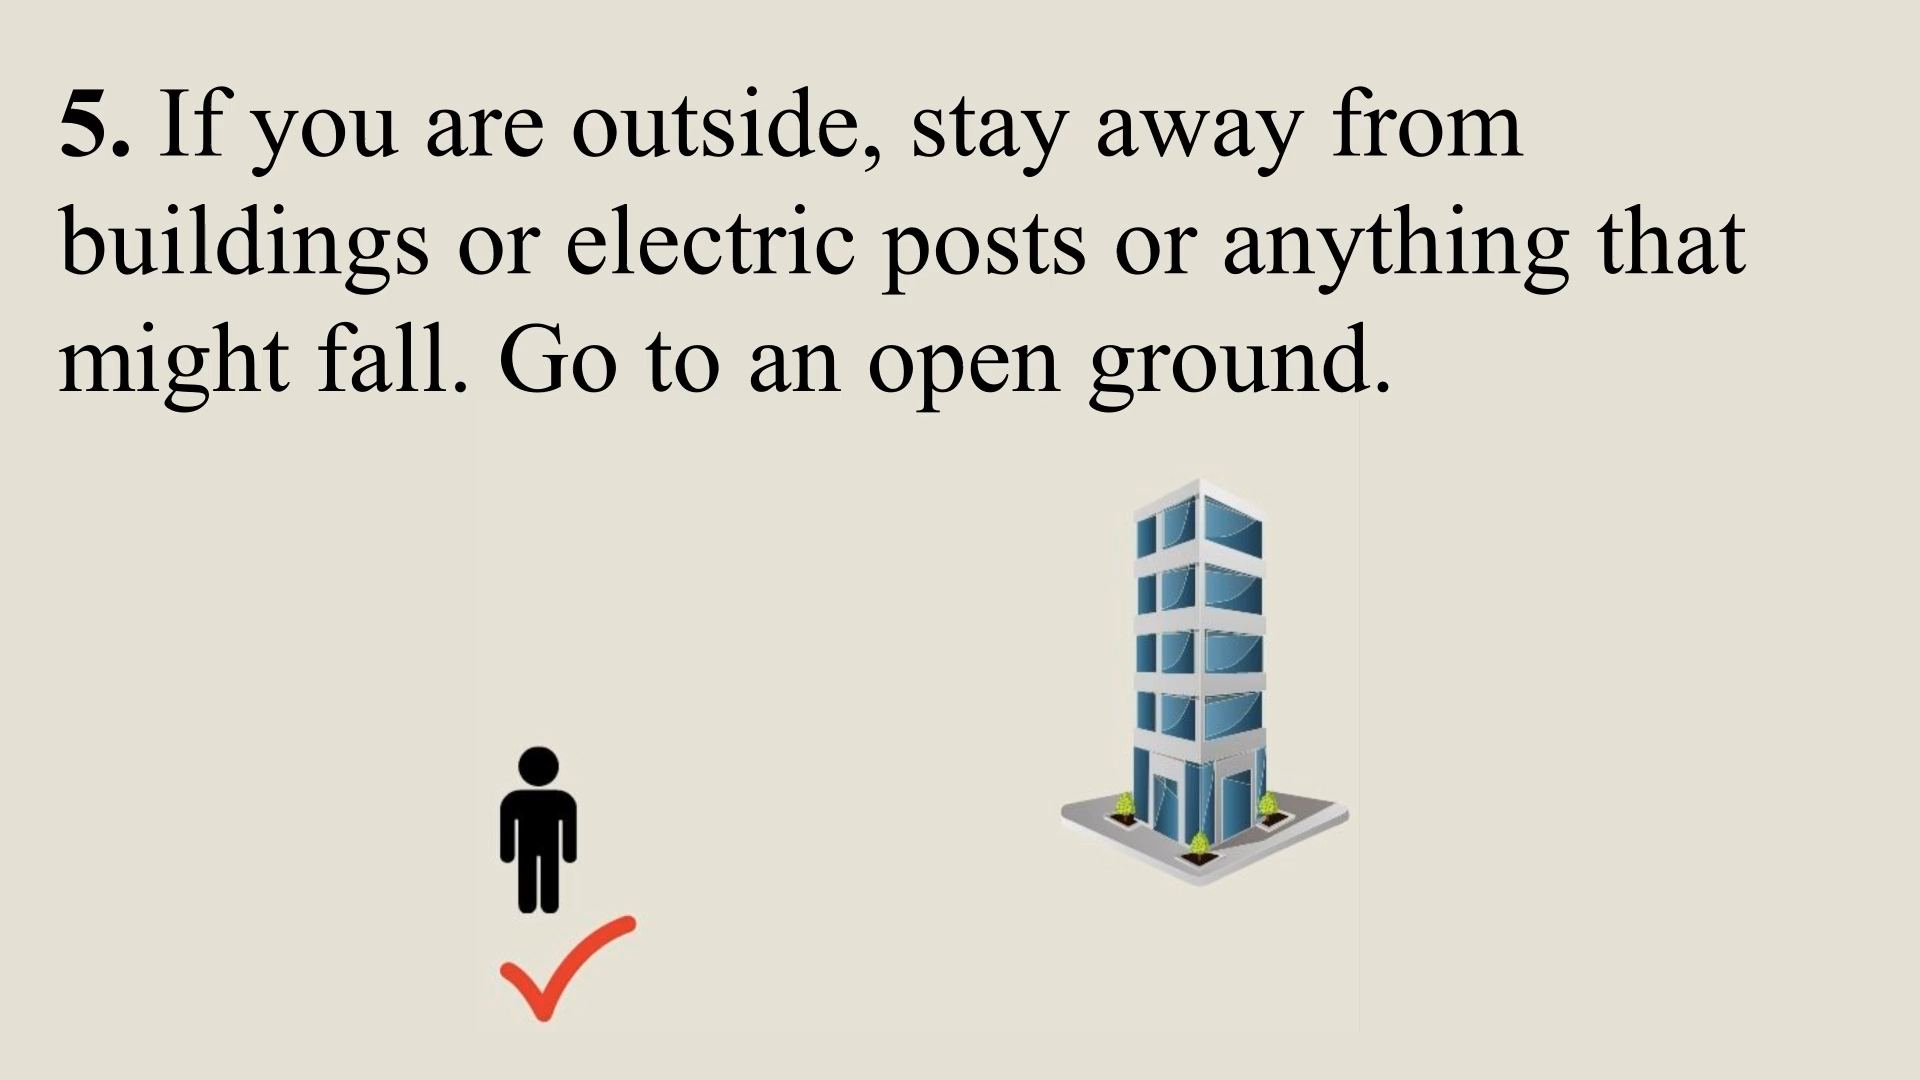 5. If you are outside, stay away from
buildings or electric posts or anything that
might fall. Go to an open ground.